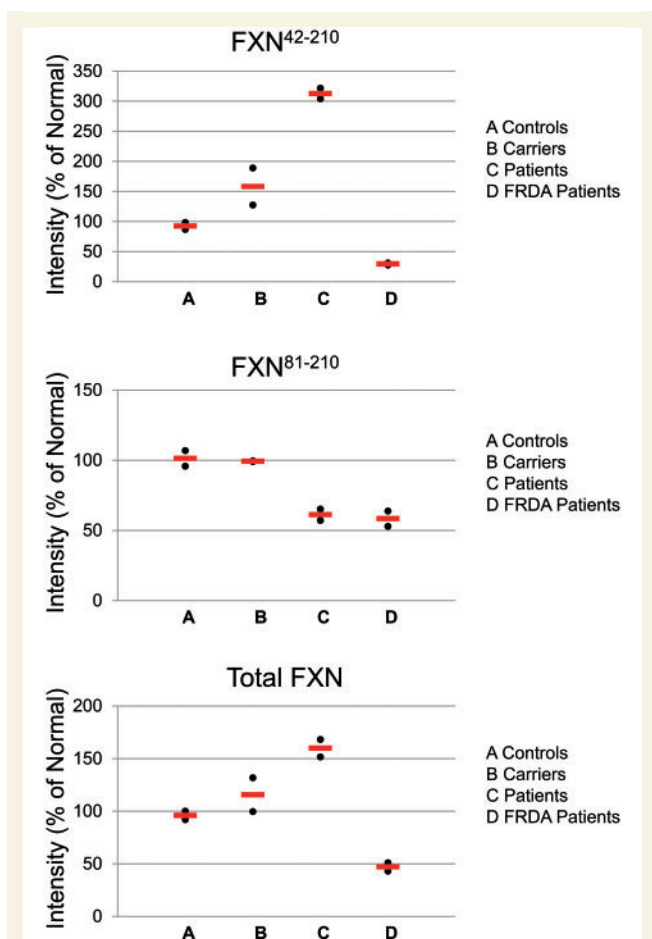 FXN42-210
Intensity (% of Normal)
350
300
250
200
150
100
50
0
A B C D
A Controls
B Carriers
C Patients
D FRDA Patients
FXN81-210
Intensity (% of Normal)
150
100
50
0
A B C D
A Controls
B Carriers
C Patients
D FRDA Patients
Total FXN
Intensity (% of Normal)
200
150
100
50
0
A B C D
A Controls
B Carriers
C Patients
D FRDA Patients